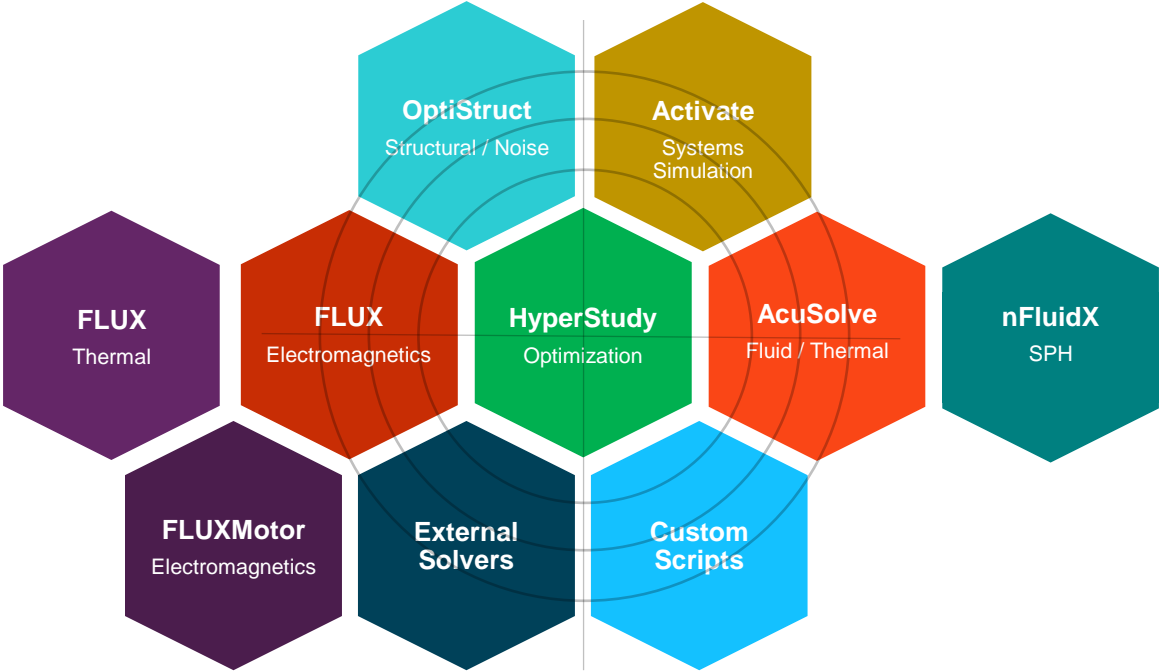 OptiStruct
Structural / Noise
Activate
Systems
Simulation
FLUX
Thermal
FLUX
Electromagnetics
HyperStudy
Optimization
AcuSolve
Fluid / Thermal
nFluidX
SPH
FLUXMotor
Electromagnetics
External
Solvers
Custom
Scripts